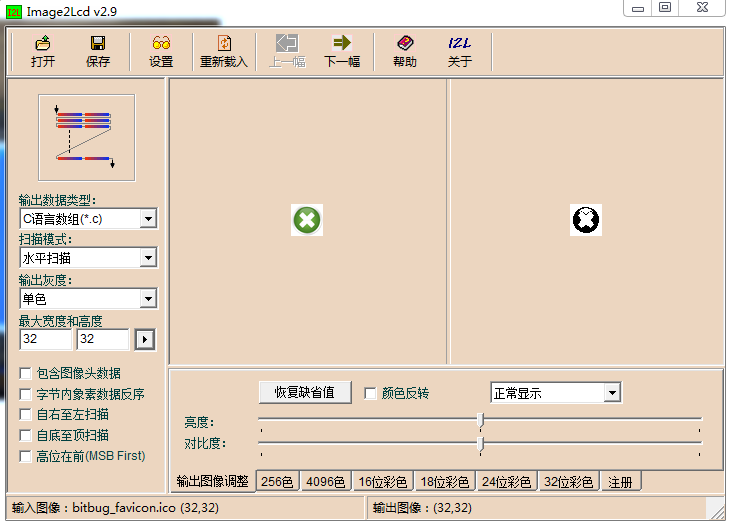 Image2Lcd v2.9
打开 保存 设置 重新载入 上一幅 下一幅 帮助 关于
I2L
输出数据类型:
C语言数组(*.c)
扫描模式:
水平扫描
输出灰度:
单色
最大宽度和高度
32 32
包含图像头数据
字节内象素数据反序
自右至左扫描
自底至顶扫描
高位在前(MSB First)
恢复缺省值 颜色反转 正常显示
亮度:
对比度:
输出图像调整 256色 4096色 16位彩色 18位彩色 24位彩色 32位彩色 注册
输入图像:bitbug_favicon.ico (32,32) 输出图像:(32,32)